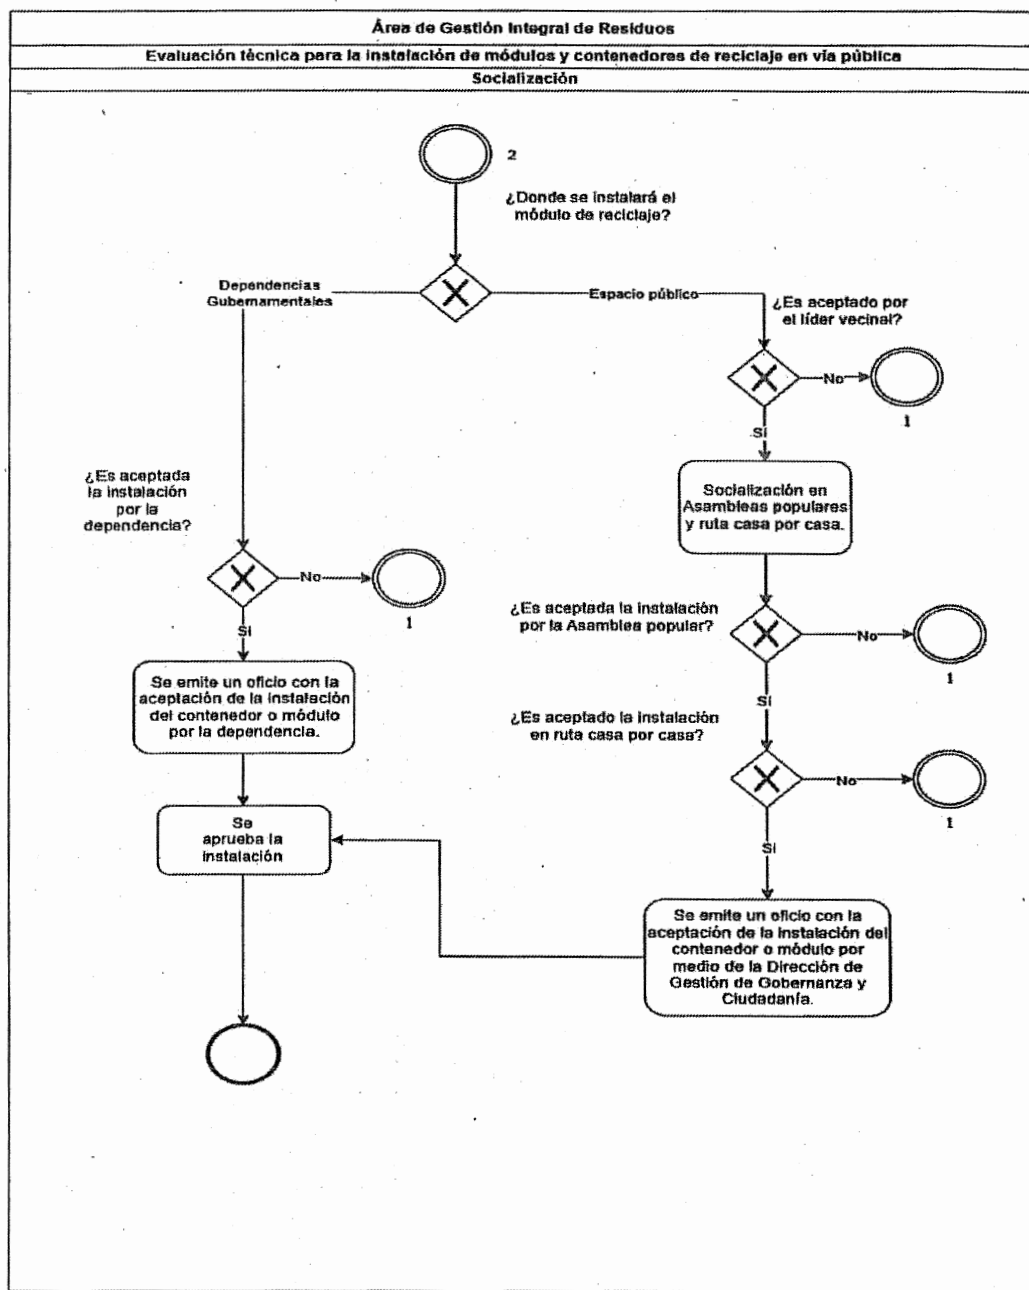 Área de Gestión Integral de Residuos
Evaluación técnica para la instalación de módulos y contenedores de reciclaje en vía pública
Socialización
2
¿Donde se instalará el
módulo de reciclaje?
Dependencias
Gubernamentales
Espacio público
¿Es aceptado por
el líder vecinal?
No
1
Sí
Socialización en
Asambleas populares
y ruta casa por casa.
¿Es aceptada
la instalación
por la
dependencia?
No
1
Sí
¿Es aceptada la instalación
por la Asamblea popular?
No
1
Sí
Se emite un oficio con la
aceptación de la instalación
del contenedor o módulo
por la dependencia.
¿Es aceptado la instalación
en ruta casa por casa?
No
1
Sí
Se
aprueba la
instalación
Se emite un oficio con la
aceptación de la instalación del
contenedor o módulo por
medio de la Dirección de
Gestión de Gobernanza y
Ciudadanía.